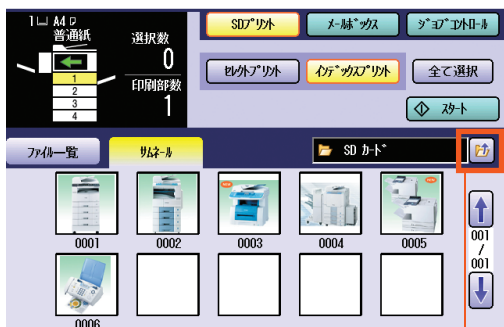 1 A4
普通紙
選択数
0
印刷部数
1
1
2
3
4
SDﾌﾟﾘﾝﾄ
ﾒｰﾙﾎﾞｯｸｽ
ｼﾞｮﾌﾞｺﾝﾄﾛｰﾙ
ｾﾚｸﾄﾌﾟﾘﾝﾄ
ｲﾝﾃﾞｯｸｽﾌﾟﾘﾝﾄ
全て選択
ｽﾀｰﾄ
ﾌｧｲﾙ一覧
ｻﾑﾈｰﾙ
SD ｶｰﾄﾞ
0001
0002
0003
0004
0005
001
/
001
0006